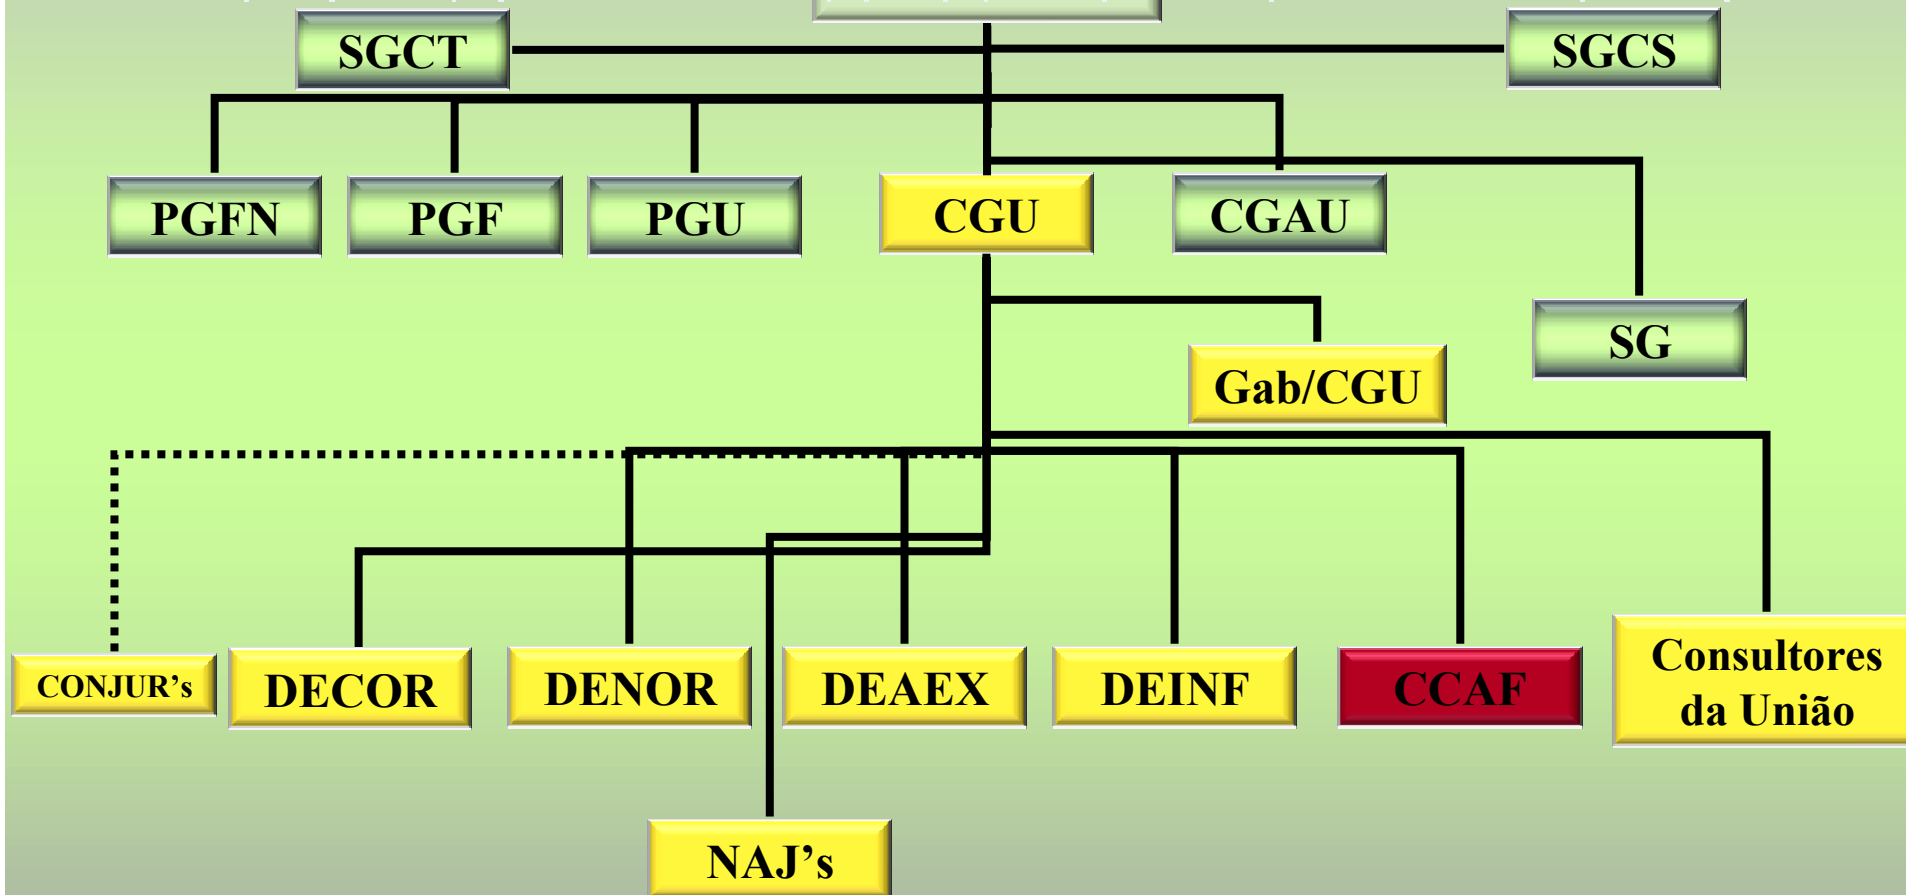 SGCT
SGCS
PGFN
PGF
PGU
CGU
CGAU
SG
Gab/CGU
CONJUR's
DECOR
DENOR
DEAEX
DEINF
CCAF
Consultores
da União
NAJ’s